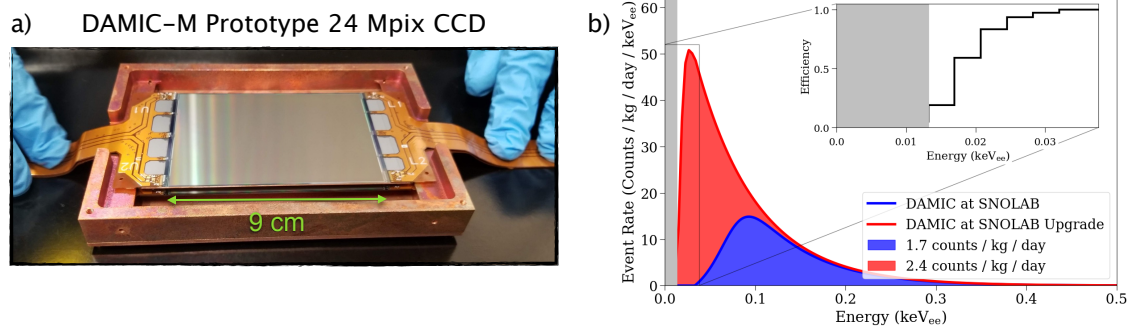 a) DAMIC-M Prototype 24 Mpix CCD
U1
U2
9 cm
b)
Event Rate (Counts / kg / day / keVee)
60
50
40
30
20
10
0
0.0 0.1 0.2 0.3 0.4 0.5
Energy (keVee)
Efficiency
1.0
0.5
0.0
0.00 0.01 0.02 0.03
Energy (keVee)
DAMIC at SNOLAB
DAMIC at SNOLAB Upgrade
1.7 counts / kg / day
2.4 counts / kg / day